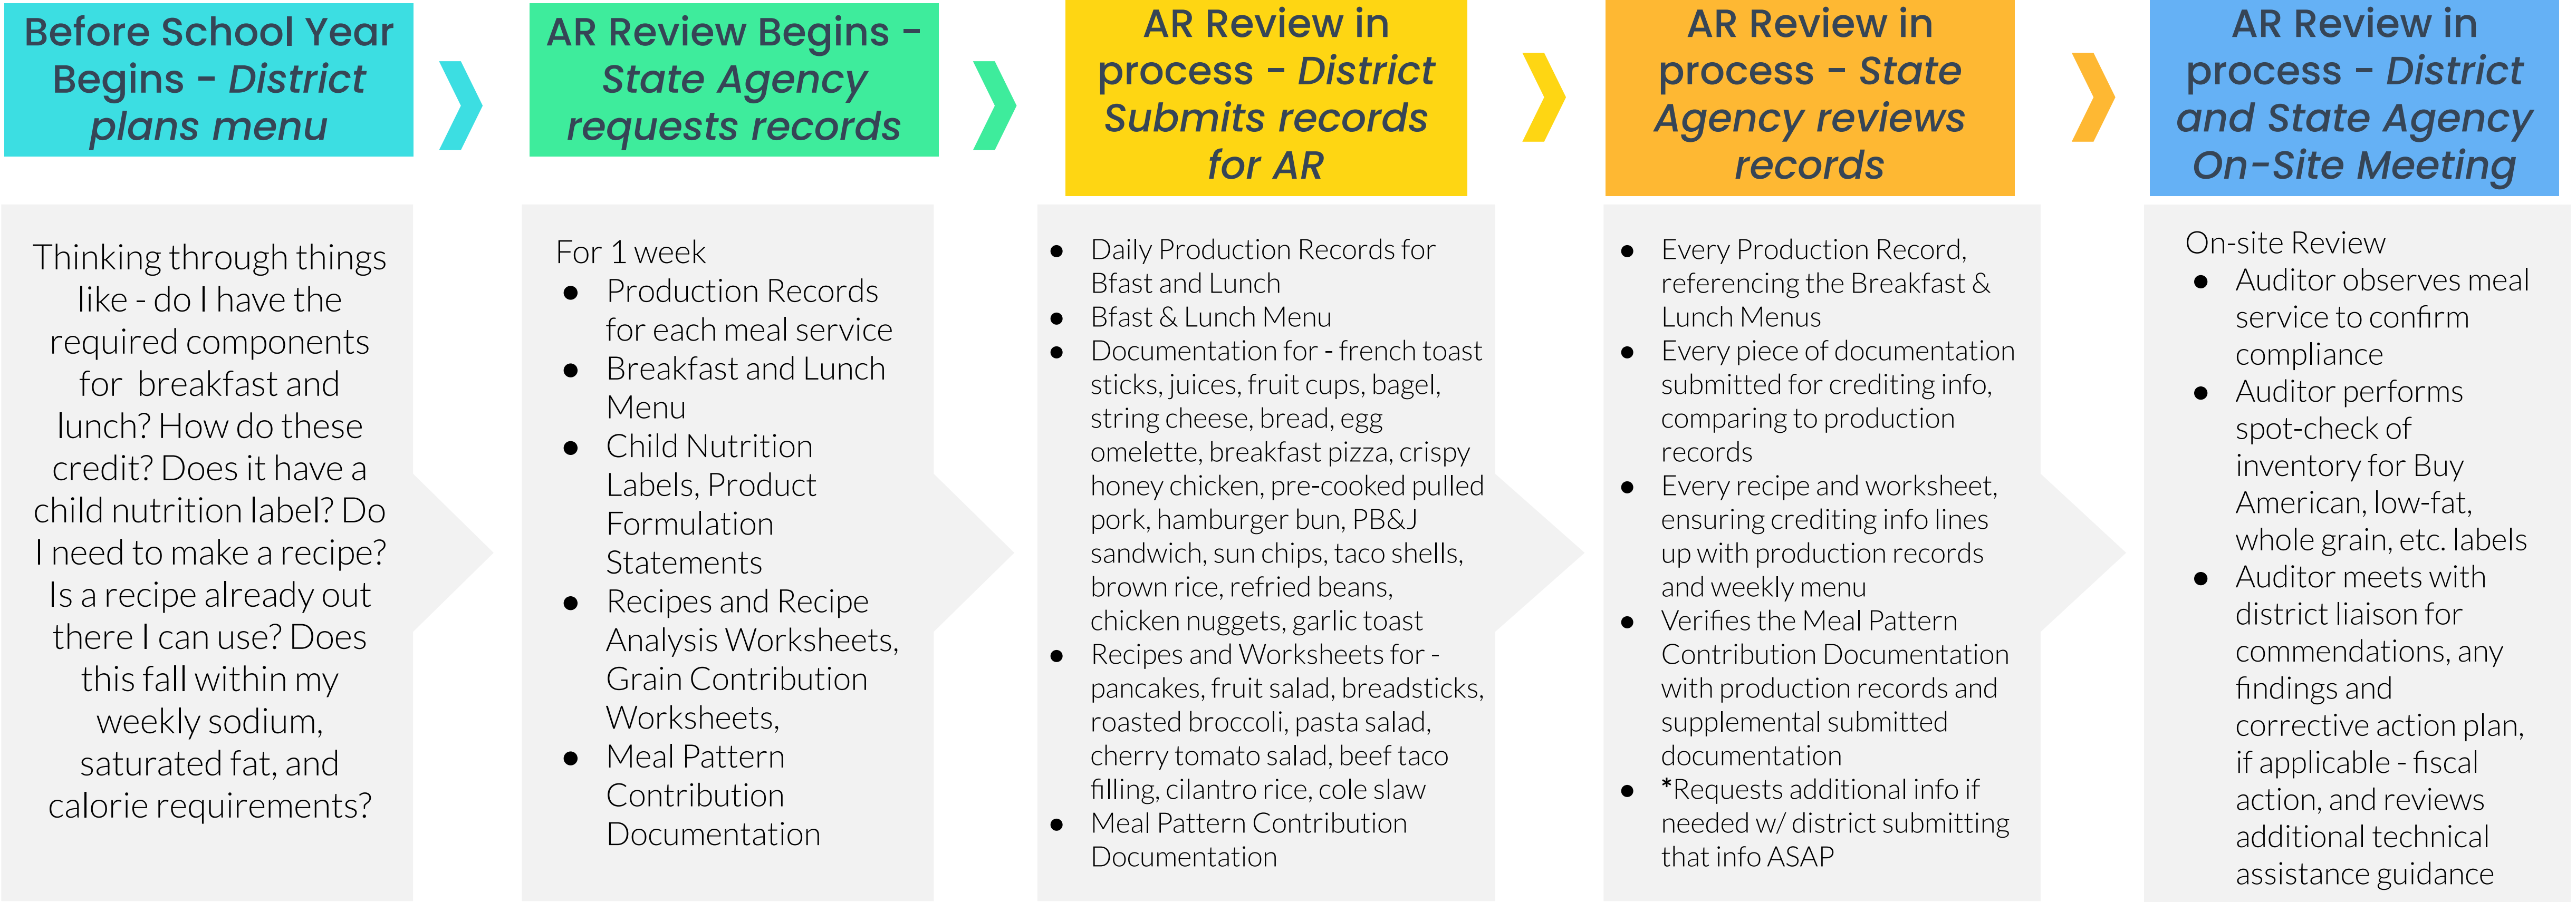 Before School Year
Begins - District
plans menu
Thinking through things
like - do I have the
required components
for breakfast and
lunch? How do these
credit? Does it have a
child nutrition label? Do
I need to make a recipe?
Is a recipe already out
there I can use? Does
this fall within my
weekly sodium,
saturated fat, and
calorie requirements?
AR Review Begins -
State Agency
requests records
For 1 week
● Production Records
for each meal service
● Breakfast and Lunch
Menu
● Child Nutrition
Labels, Product
Formulation
Statements
● Recipes and Recipe
Analysis Worksheets,
Grain Contribution
Worksheets,
● Meal Pattern
Contribution
Documentation
AR Review in
process - District
Submits records
for AR
● Daily Production Records for
Bfast and Lunch
● Bfast & Lunch Menu
● Documentation for - french toast
sticks, juices, fruit cups, bagel,
string cheese, bread, egg
omelette, breakfast pizza, crispy
honey chicken, pre-cooked pulled
pork, hamburger bun, PB&J
sandwich, sun chips, taco shells,
brown rice, refried beans,
chicken nuggets, garlic toast
● Recipes and Worksheets for -
pancakes, fruit salad, breadsticks,
roasted broccoli, pasta salad,
cherry tomato salad, beef taco
filling, cilantro rice, cole slaw
● Meal Pattern Contribution
Documentation
AR Review in
process - State
Agency reviews
records
● Every Production Record,
referencing the Breakfast &
Lunch Menus
● Every piece of documentation
submitted for crediting info,
comparing to production
records
● Every recipe and worksheet,
ensuring crediting info lines
up with production records
and weekly menu
● Verifies the Meal Pattern
Contribution Documentation
with production records and
supplemental submitted
documentation
● *Requests additional info if
needed w/ district submitting
that info ASAP
AR Review in
process - District
and State Agency
On-Site Meeting
On-site Review
● Auditor observes meal
service to confirm
compliance
● Auditor performs
spot-check of
inventory for Buy
American, low-fat,
whole grain, etc. labels
● Auditor meets with
district liaison for
commendations, any
findings and
corrective action plan,
if applicable - fiscal
action, and reviews
additional technical
assistance guidance